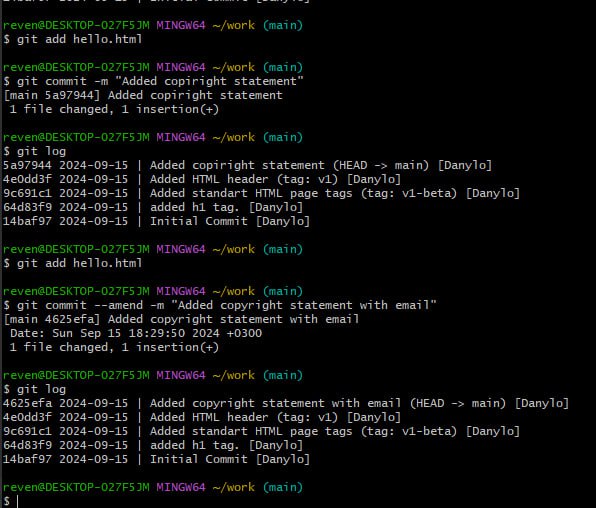 reven@DESKTOP-O27F5JM MINGW64 ~/work (main)
$ git add hello.html
reven@DESKTOP-O27F5JM MINGW64 ~/work (main)
$ git commit -m "Added copiright statement"
[main 5a97944] Added copiright statement
1 file changed, 1 insertion(+)
reven@DESKTOP-O27F5JM MINGW64 ~/work (main)
$ git log
5a97944 2024-09-15 | Added copiright statement (HEAD -> main) [Danylo]
4e0dd3f 2024-09-15 | Added HTML header (tag: v1) [Danylo]
9c691c1 2024-09-15 | Added standart HTML page tags (tag: v1-beta) [Danylo]
64d83f9 2024-09-15 | added h1 tag. [Danylo]
14baf97 2024-09-15 | Initial Commit [Danylo]
reven@DESKTOP-O27F5JM MINGW64 ~/work (main)
$ git add hello.html
reven@DESKTOP-O27F5JM MINGW64 ~/work (main)
$ git commit --amend -m "Added copyright statement with email"
[main 4625efa] Added copyright statement with email
Date: Sun Sep 15 18:29:50 2024 +0300
1 file changed, 1 insertion(+)
reven@DESKTOP-O27F5JM MINGW64 ~/work (main)
$ git log
4625efa 2024-09-15 | Added copyright statement with email (HEAD -> main) [Danylo]
4e0dd3f 2024-09-15 | Added HTML header (tag: v1) [Danylo]
9c691c1 2024-09-15 | Added standart HTML page tags (tag: v1-beta) [Danylo]
64d83f9 2024-09-15 | added h1 tag. [Danylo]
14baf97 2024-09-15 | Initial Commit [Danylo]
reven@DESKTOP-O27F5JM MINGW64 ~/work (main)
$